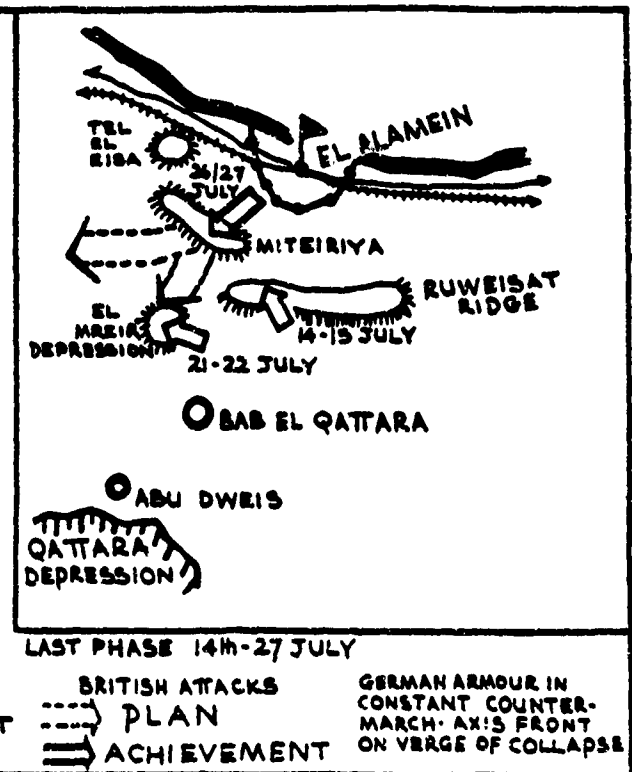 TEL
EL
EISA
EL ALAMEIN
26/27
JULY
MITEIRIYA
RUWEISAT
RIDGE
EL
MREIR
DEPRESSION
14-15 JULY
21-22 JULY
BAB EL QATTARA
ABU DWEIS
QATTARA
DEPRESSION
LAST PHASE 14th-27 JULY
BRITISH ATTACKS
PLAN
ACHIEVEMENT
GERMAN ARMOUR IN
CONSTANT COUNTER-
MARCH. AXIS FRONT
ON VERGE OF COLLAPSE